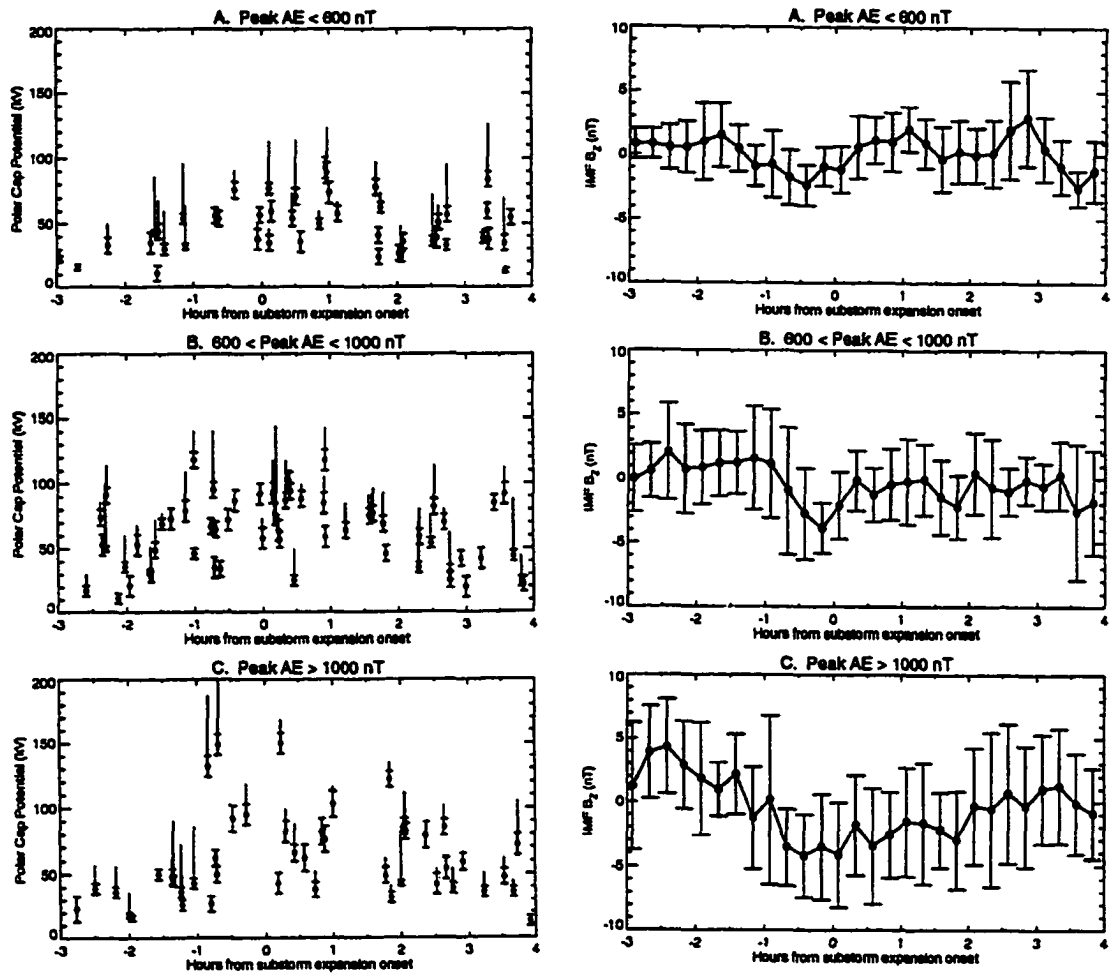 A. Peak AE < 600 nT
Polar Cap Potential (kV)
200
150
100
50
0
-3 -2 -1 0 1 2 3 4
Hours from substorm expansion onset
B. 600 < Peak AE < 1000 nT
Polar Cap Potential (kV)
200
150
100
50
0
-3 -2 -1 0 1 2 3 4
Hours from substorm expansion onset
C. Peak AE > 1000 nT
Polar Cap Potential (kV)
200
150
100
50
0
-3 -2 -1 0 1 2 3 4
Hours from substorm expansion onset
A. Peak AE < 600 nT
IMF Bz (nT)
10
5
0
-5
-10
-3 -2 -1 0 1 2 3 4
Hours from substorm expansion onset
B. 600 < Peak AE < 1000 nT
IMF Bz (nT)
10
5
0
-5
-10
-3 -2 -1 0 1 2 3 4
Hours from substorm expansion onset
C. Peak AE > 1000 nT
IMF Bz (nT)
10
5
0
-5
-10
-3 -2 -1 0 1 2 3 4
Hours from substorm expansion onset